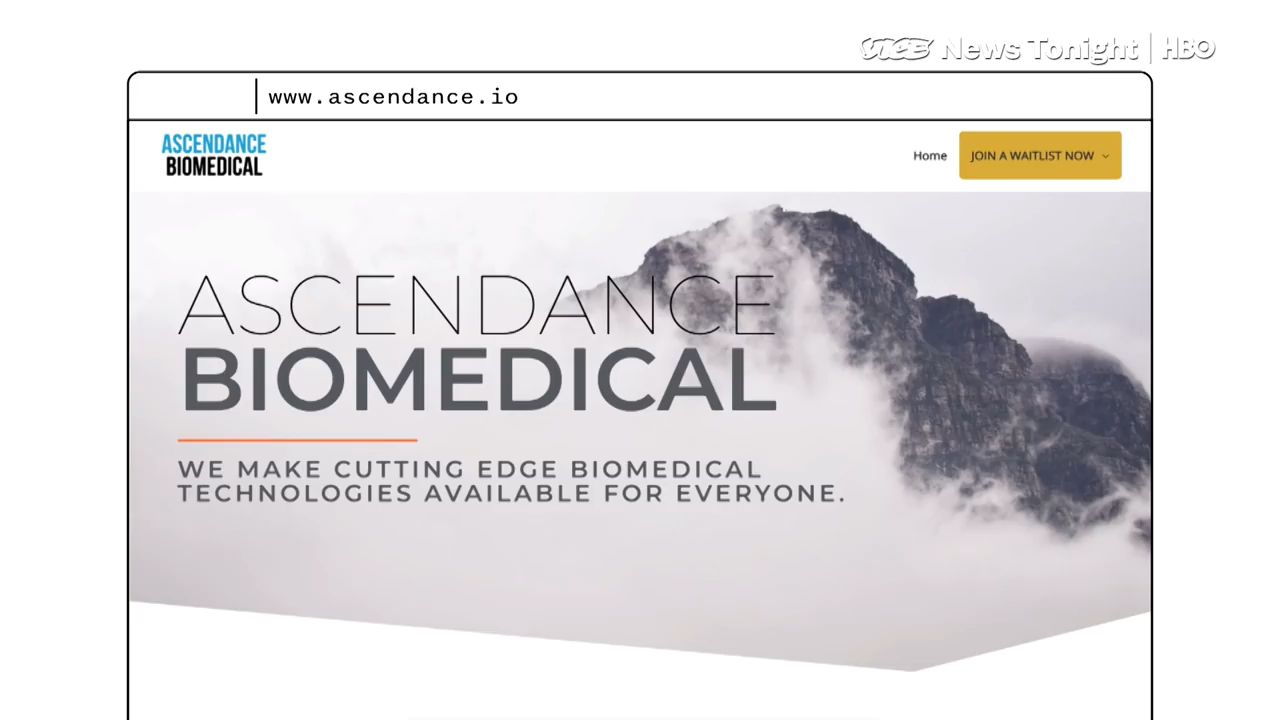 VICE News Tonight | HBO
www.ascendance.io
ASCENDANCE
BIOMEDICAL
Home
JOIN A WAITLIST NOW
ASCENDANCE
BIOMEDICAL
WE MAKE CUTTING EDGE BIOMEDICAL
TECHNOLOGIES AVAILABLE FOR EVERYONE.